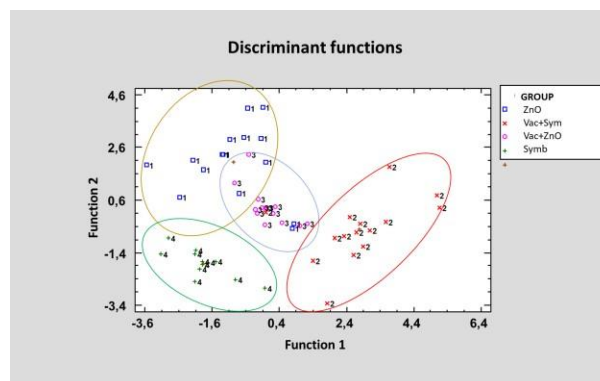 Discriminant functions
4,6
2,6
0,6
-1,4
-3,4
Function 2
-3,6 -1,6 0,4 2,4 4,4 6,4
Function 1
GROUP
ZnO
Vac+Sym
Vac+ZnO
Symb